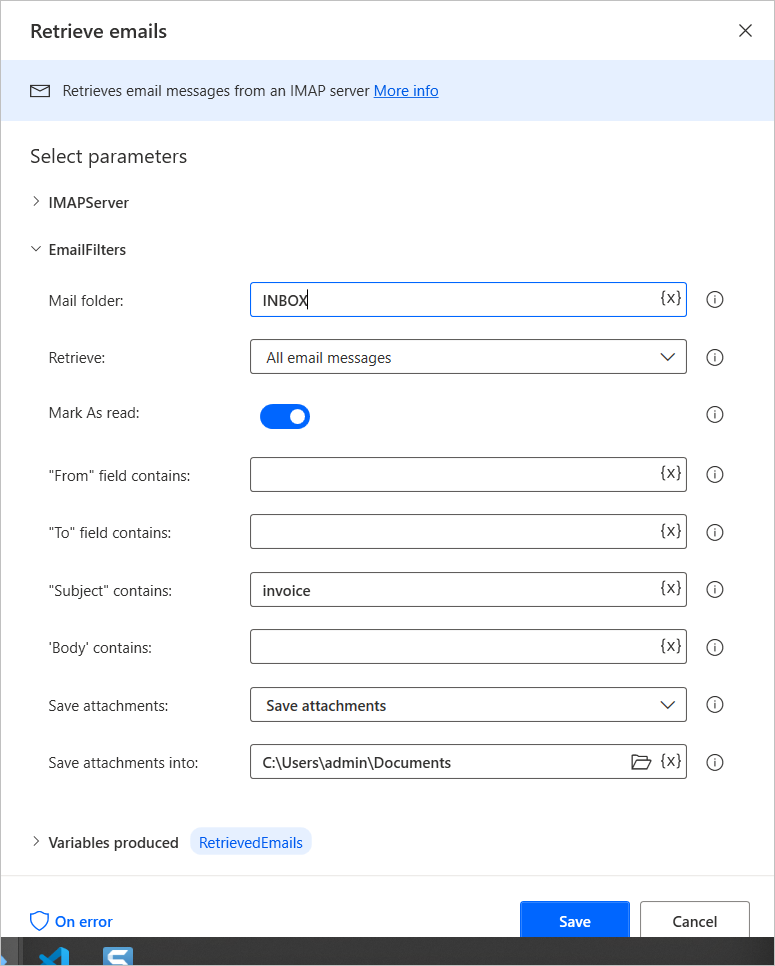 Retrieve emails
Retrieves email messages from an IMAP server More info
Select parameters
IMAPServer
EmailFilters
Mail folder: INBOX {x}
Retrieve: All email messages
Mark As read:
"From" field contains: {x}
"To" field contains: {x}
"Subject" contains: invoice {x}
'Body' contains: {x}
Save attachments: Save attachments
Save attachments into: C:\Users\admin\Documents {x}
Variables produced RetrievedEmails
On error Save Cancel